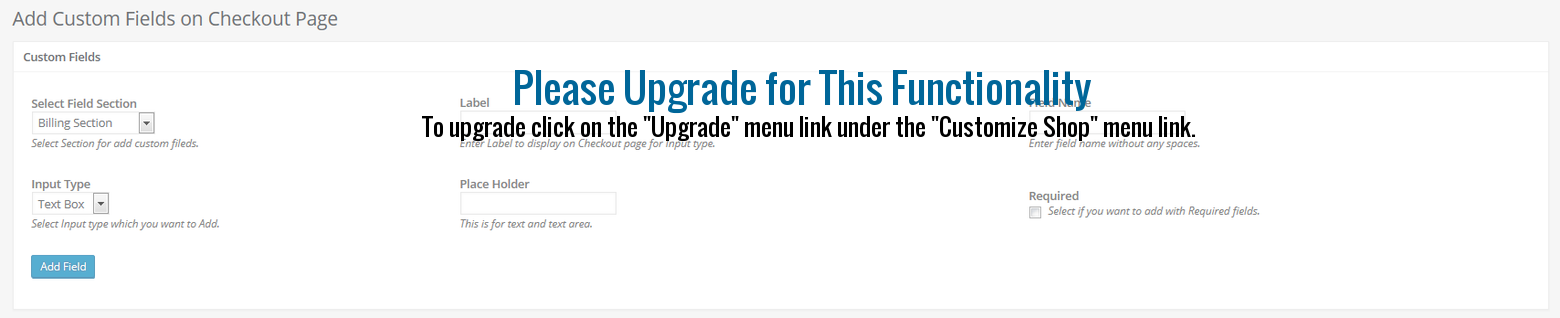 Add Custom Fields on Checkout Page
Custom Fields
Please Upgrade for This Functionality
Select Field Section
Label
Field Name
Billing Section
To upgrade click on the "Upgrade" menu link under the "Customize Shop" menu link.
Select Section for add custom fileds.
Enter Label to display on Checkout page for Input type.
Enter field name without any spaces.
Input Type
Place Holder
Required
Text Box
Select if you want to add with Required fields.
Select Input type which you want to Add.
This is for text and text area.
Add Field